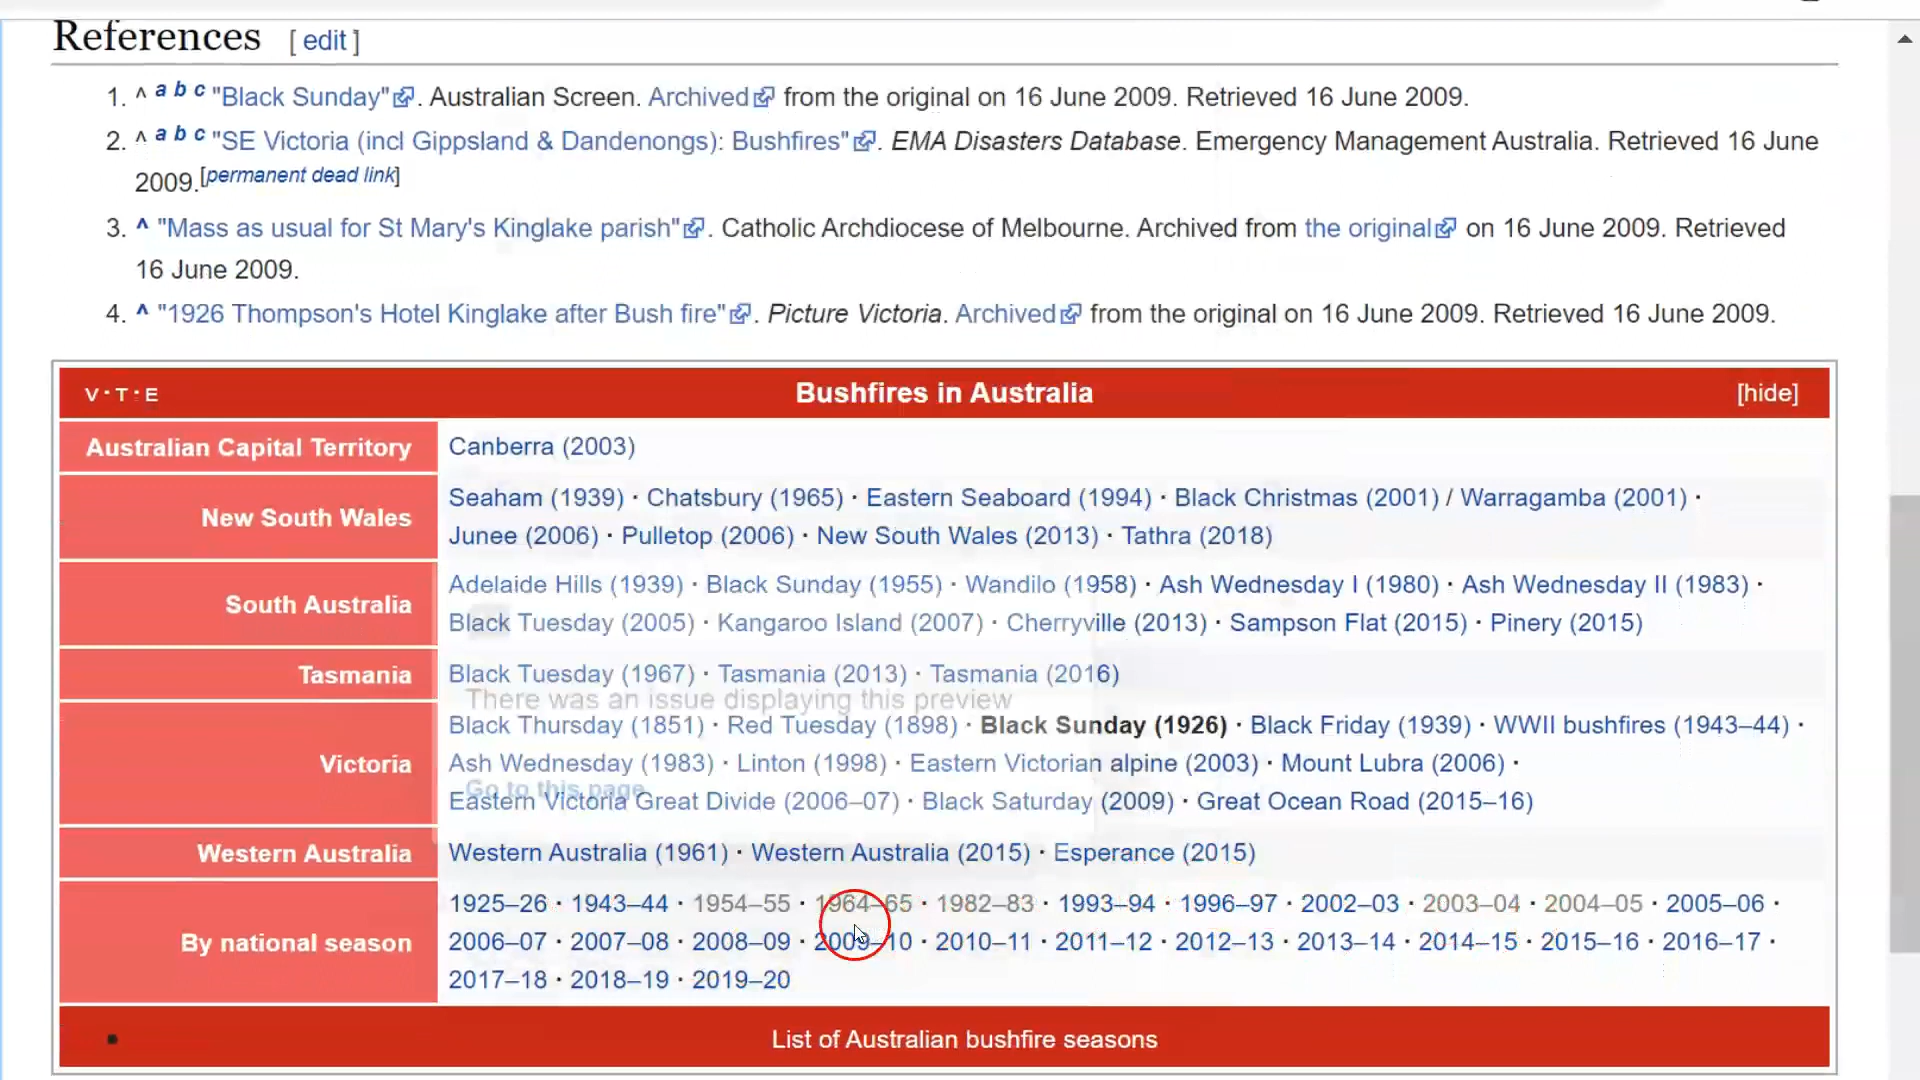 References [ edit ]
1. ^ a b c "Black Sunday". Australian Screen. Archived from the original on 16 June 2009. Retrieved 16 June 2009.
2. ^ a b c "SE Victoria (incl Gippsland & Dandenongs): Bushfires". EMA Disasters Database. Emergency Management Australia. Retrieved 16 June
2009.[permanent dead link]
3. ^ "Mass as usual for St Mary's Kinglake parish". Catholic Archdiocese of Melbourne. Archived from the original on 16 June 2009. Retrieved
16 June 2009.
4. ^ "1926 Thompson's Hotel Kinglake after Bush fire". Picture Victoria. Archived from the original on 16 June 2009. Retrieved 16 June 2009.
V · T · E Bushfires in Australia [hide]
Australian Capital Territory Canberra (2003)
New South Wales
Seaham (1939) · Chatsbury (1965) · Eastern Seaboard (1994) · Black Christmas (2001) / Warragamba (2001) ·
Junee (2006) · Pulletop (2006) · New South Wales (2013) · Tathra (2018)
South Australia
Adelaide Hills (1939) · Black Sunday (1955) · Wandilo (1958) · Ash Wednesday I (1980) · Ash Wednesday II (1983) ·
Black Tuesday (2005) · Kangaroo Island (2007) · Cherryville (2013) · Sampson Flat (2015) · Pinery (2015)
Tasmania Black Tuesday (1967) · Tasmania (2013) · Tasmania (2016)
There was an issue displaying this preview
Victoria
Black Thursday (1851) · Red Tuesday (1898) · Black Sunday (1926) · Black Friday (1939) · WWII bushfires (1943–44) ·
Ash Wednesday (1983) · Linton (1998) · Eastern Victorian alpine (2003) · Mount Lubra (2006) ·
Go to this page
Eastern Victoria Great Divide (2006–07) · Black Saturday (2009) · Great Ocean Road (2015–16)
Western Australia Western Australia (1961) · Western Australia (2015) · Esperance (2015)
By national season
1925–26 · 1943–44 · 1954–55 · 1964–65 · 1982–83 · 1993–94 · 1996–97 · 2002–03 · 2003–04 · 2004–05 · 2005–06 ·
2006–07 · 2007–08 · 2008–09 · 2009–10 · 2010–11 · 2011–12 · 2012–13 · 2013–14 · 2014–15 · 2015–16 · 2016–17 ·
2017–18 · 2018–19 · 2019–20
List of Australian bushfire seasons